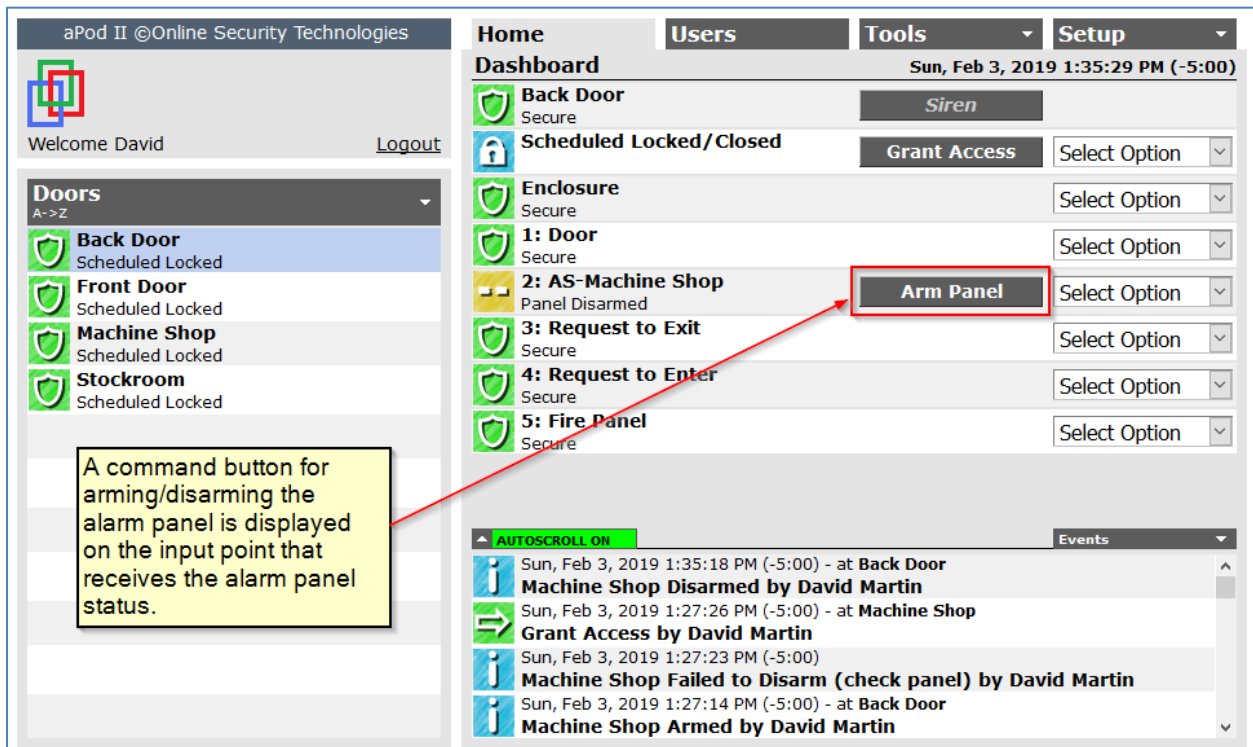 aPod II ©Online Security Technologies
Welcome David Logout
Doors
A->Z
Back Door
Scheduled Locked
Front Door
Scheduled Locked
Machine Shop
Scheduled Locked
Stockroom
Scheduled Locked
A command button for
arming/disarming the
alarm panel is displayed
on the input point that
receives the alarm panel
status.
Home Users Tools Setup
Dashboard Sun, Feb 3, 2019 1:35:29 PM (-5:00)
Back Door
Secure
Siren
Scheduled Locked/Closed
Grant Access Select Option
Enclosure
Secure
Select Option
1: Door
Secure
Select Option
2: AS-Machine Shop
Panel Disarmed
Arm Panel Select Option
3: Request to Exit
Secure
Select Option
4: Request to Enter
Secure
Select Option
5: Fire Panel
Secure
Select Option
AUTOSCROLL ON Events
Sun, Feb 3, 2019 1:35:18 PM (-5:00) - at Back Door
Machine Shop Disarmed by David Martin
Sun, Feb 3, 2019 1:27:26 PM (-5:00) - at Machine Shop
Grant Access by David Martin
Sun, Feb 3, 2019 1:27:23 PM (-5:00)
Machine Shop Failed to Disarm (check panel) by David Martin
Sun, Feb 3, 2019 1:27:14 PM (-5:00) - at Back Door
Machine Shop Armed by David Martin